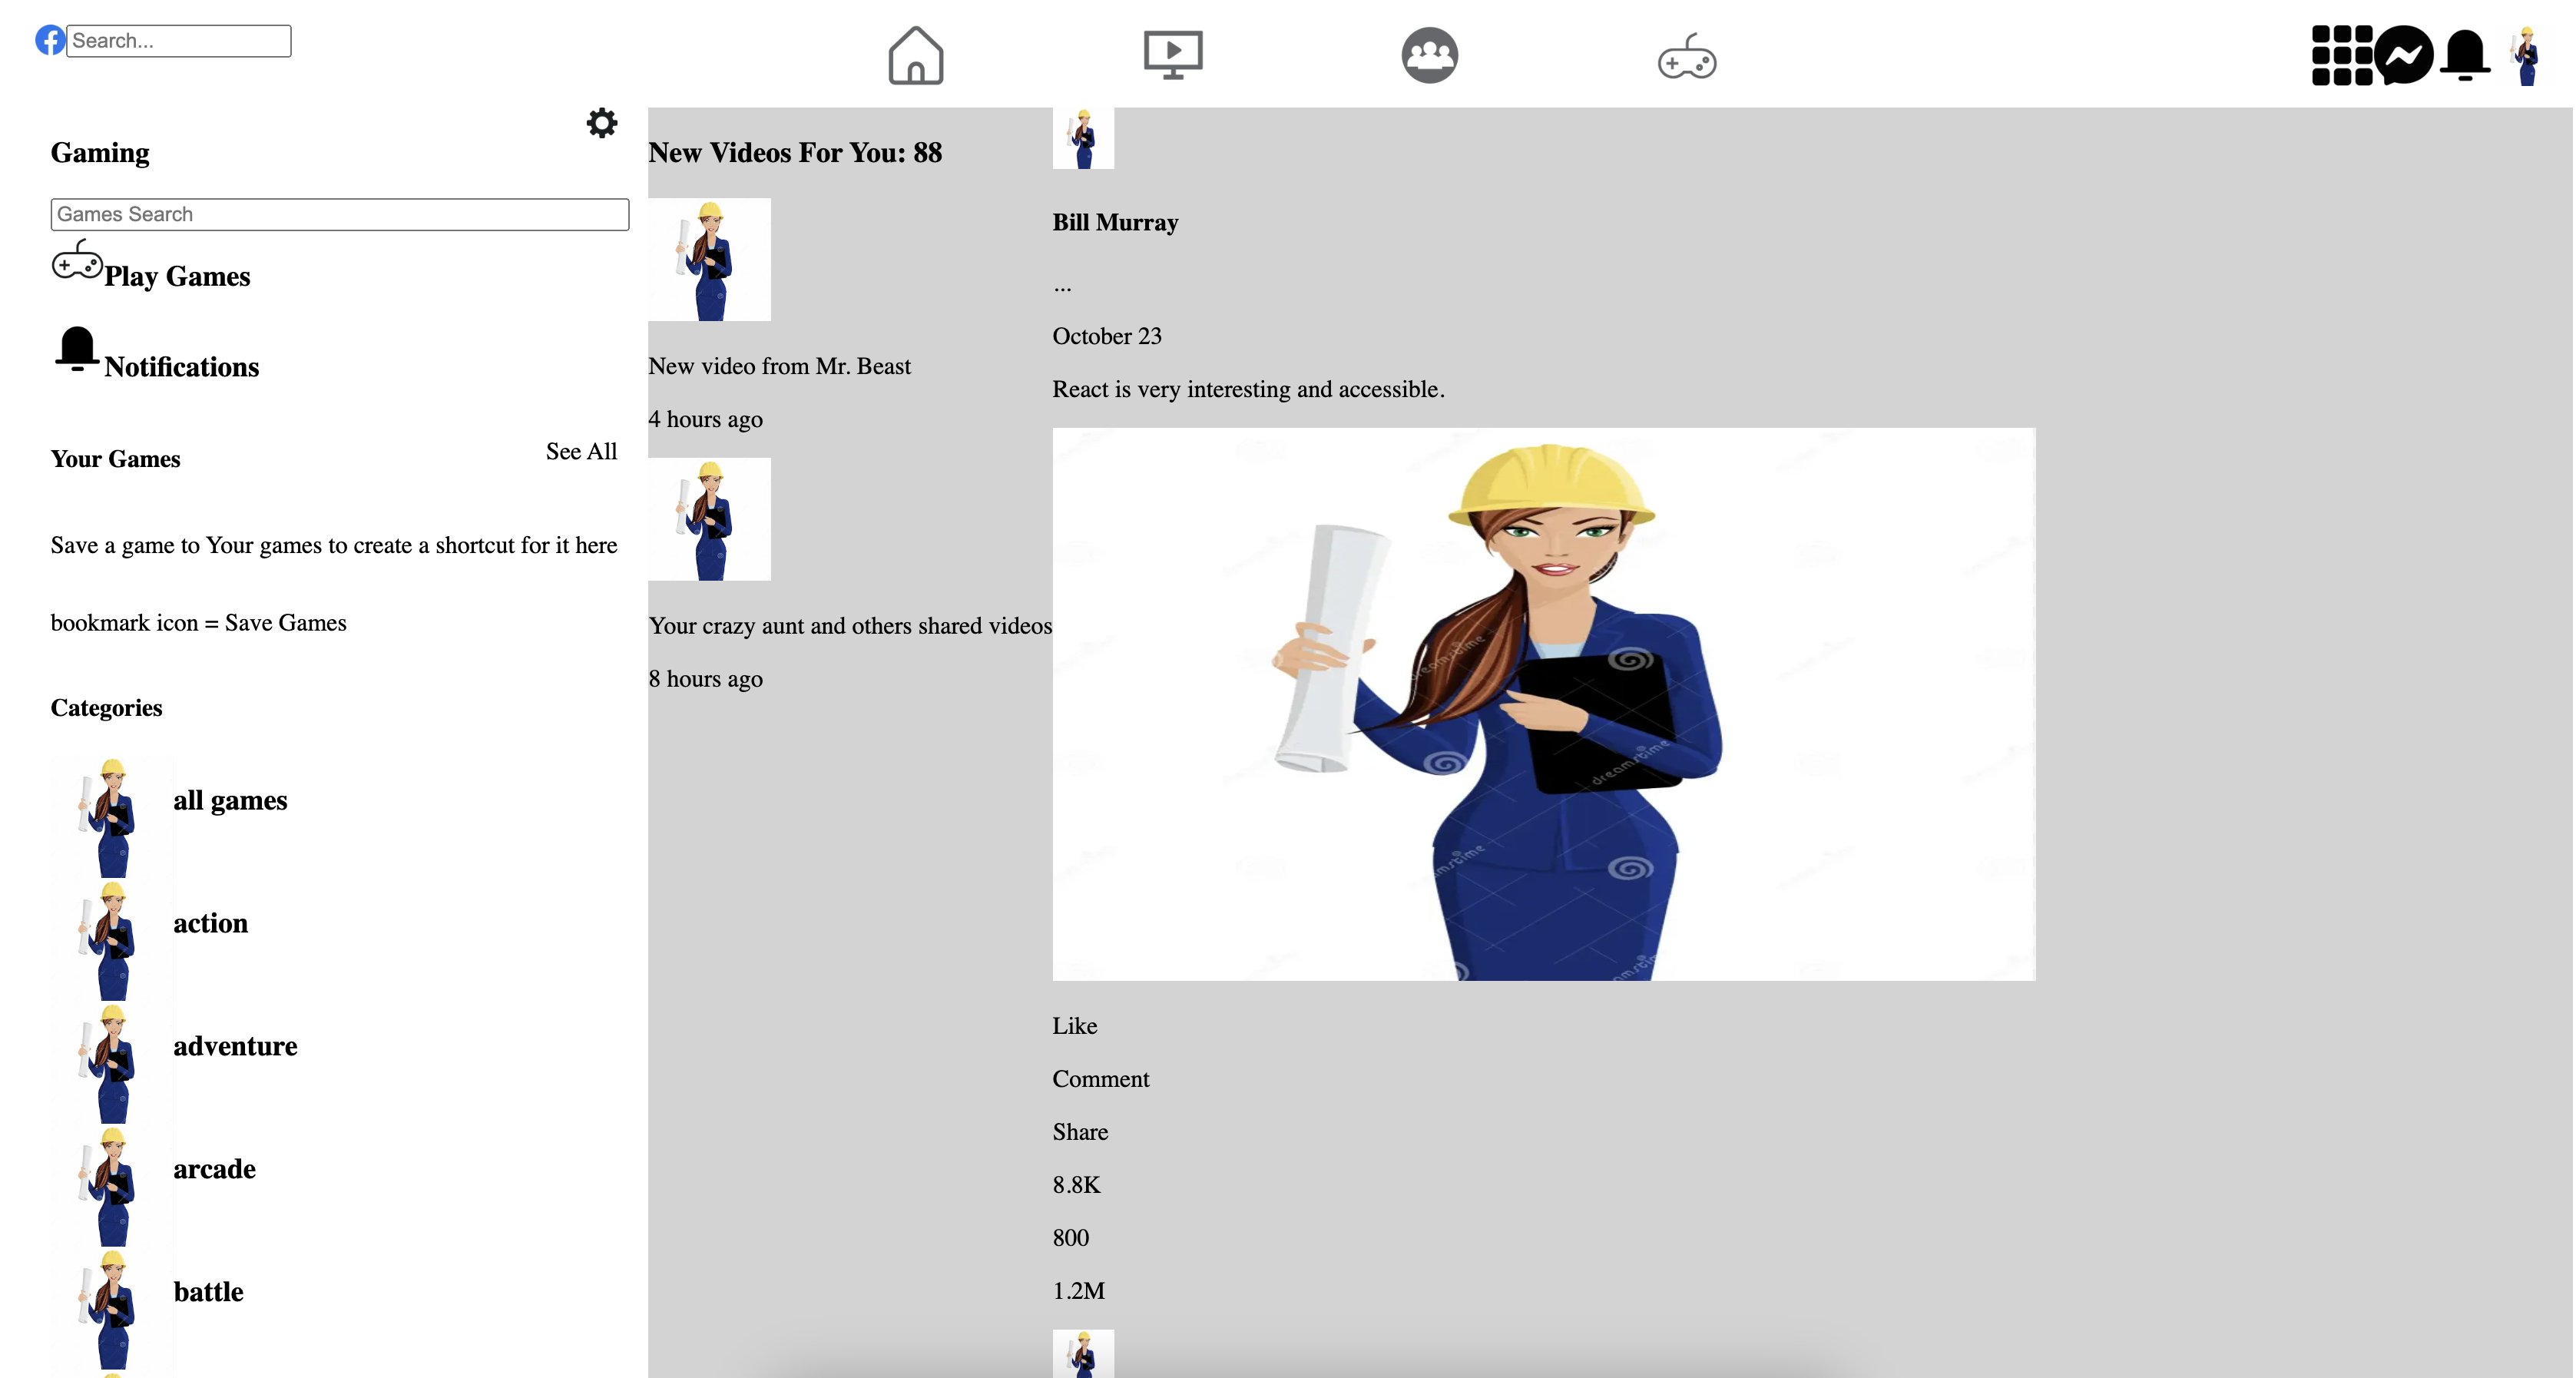 Search...
Gaming
Games Search
Play Games
Notifications
Your Games
See All
Save a game to Your games to create a shortcut for it here
bookmark icon = Save Games
Categories
all games
action
adventure
arcade
battle
New Videos For You: 88
New video from Mr. Beast
4 hours ago
Your crazy aunt and others shared videos
8 hours ago
Bill Murray
...
October 23
React is very interesting and accessible.
dreamstime
dreamstime
Like
Comment
Share
8.8K
800
1.2M